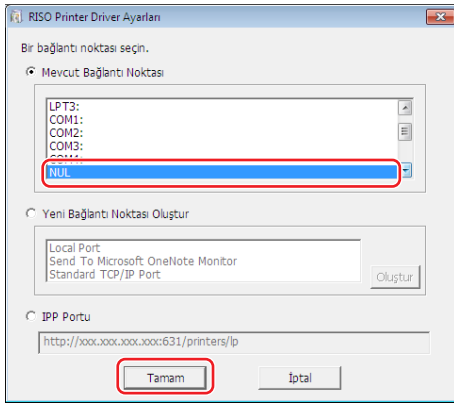 RISO Printer Driver Ayarları
Bir bağlantı noktası seçin.
Mevcut Bağlantı Noktası
LPT3:
COM1:
COM2:
COM3:
COM4:
NUL
Yeni Bağlantı Noktası Oluştur
Local Port
Send To Microsoft OneNote Monitor
Standard TCP/IP Port
Oluştur
IPP Portu
http://xxx.xxx.xxx.xxx:631/printers/lp
Tamam
İptal